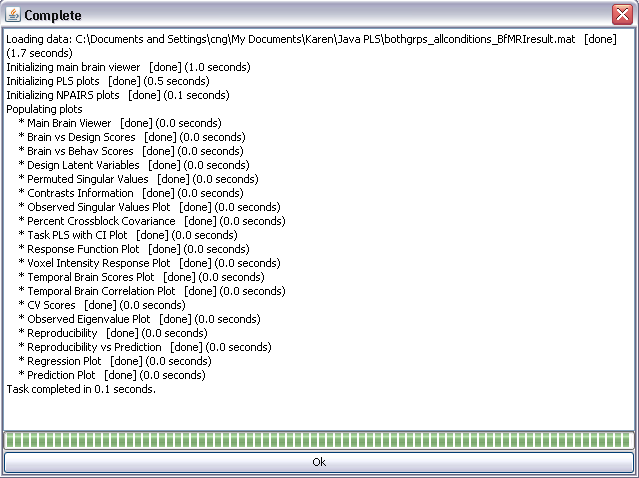 Complete
Loading data: C:\Documents and Settings\cng\My Documents\Karen\Java PLS\bothgrps_allconditions_BfMRIresult.mat [done]
(1.7 seconds)
Initializing main brain viewer [done] (1.0 seconds)
Initializing PLS plots [done] (0.5 seconds)
Initializing NPAIRS plots [done] (0.1 seconds)
Populating plots
* Main Brain Viewer [done] (0.0 seconds)
* Brain vs Design Scores [done] (0.0 seconds)
* Brain vs Behav Scores [done] (0.0 seconds)
* Design Latent Variables [done] (0.0 seconds)
* Permuted Singular Values [done] (0.0 seconds)
* Contrasts Information [done] (0.0 seconds)
* Observed Singular Values Plot [done] (0.0 seconds)
* Percent Crossblock Covariance [done] (0.0 seconds)
* Task PLS with CI Plot [done] (0.0 seconds)
* Response Function Plot [done] (0.0 seconds)
* Voxel Intensity Response Plot [done] (0.0 seconds)
* Temporal Brain Scores Plot [done] (0.0 seconds)
* Temporal Brain Correlation Plot [done] (0.0 seconds)
* CV Scores [done] (0.0 seconds)
* Observed Eigenvalue Plot [done] (0.0 seconds)
* Reproducibility [done] (0.0 seconds)
* Reproducibility vs Prediction [done] (0.0 seconds)
* Regression Plot [done] (0.0 seconds)
* Prediction Plot [done] (0.0 seconds)
Task completed in 0.1 seconds.
Ok